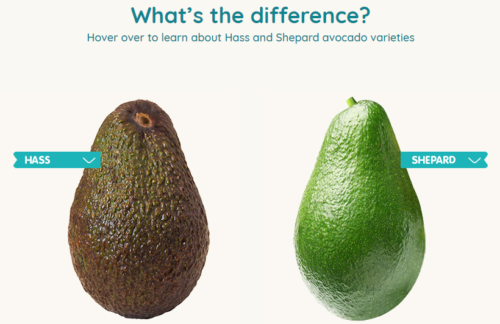 What's the difference?
Hover over to learn about Hass and Shepard avocado varieties
HASS
SHEPARD